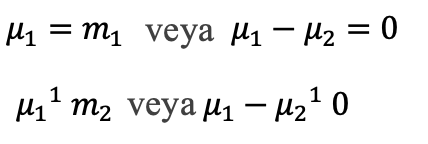 μ₁ = m₁ veya μ₁ − μ₂ = 0
μ₁¹ m₂ veya μ₁ − μ₂¹ 0